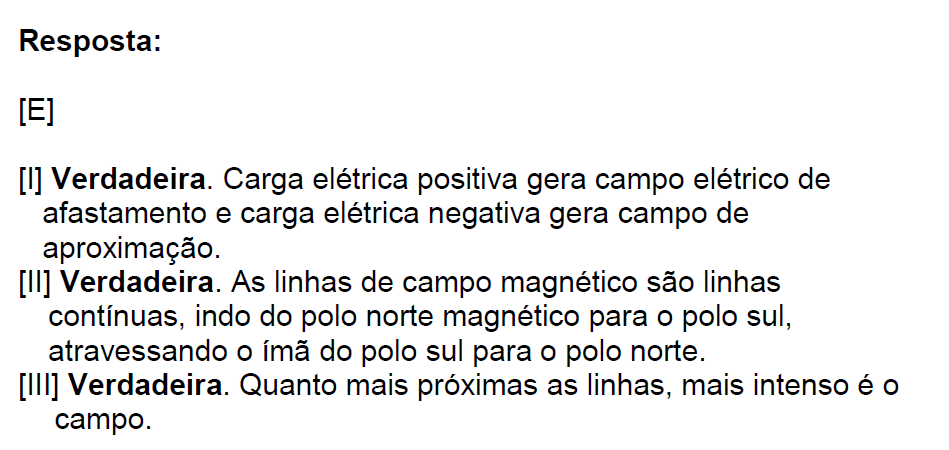 Resposta:
[E]
[I] Verdadeira. Carga elétrica positiva gera campo elétrico de
afastamento e carga elétrica negativa gera campo de
aproximação.
[II] Verdadeira. As linhas de campo magnético são linhas
contínuas, indo do polo norte magnético para o polo sul,
atravessando o ímã do polo sul para o polo norte.
[III] Verdadeira. Quanto mais próximas as linhas, mais intenso é o
campo.